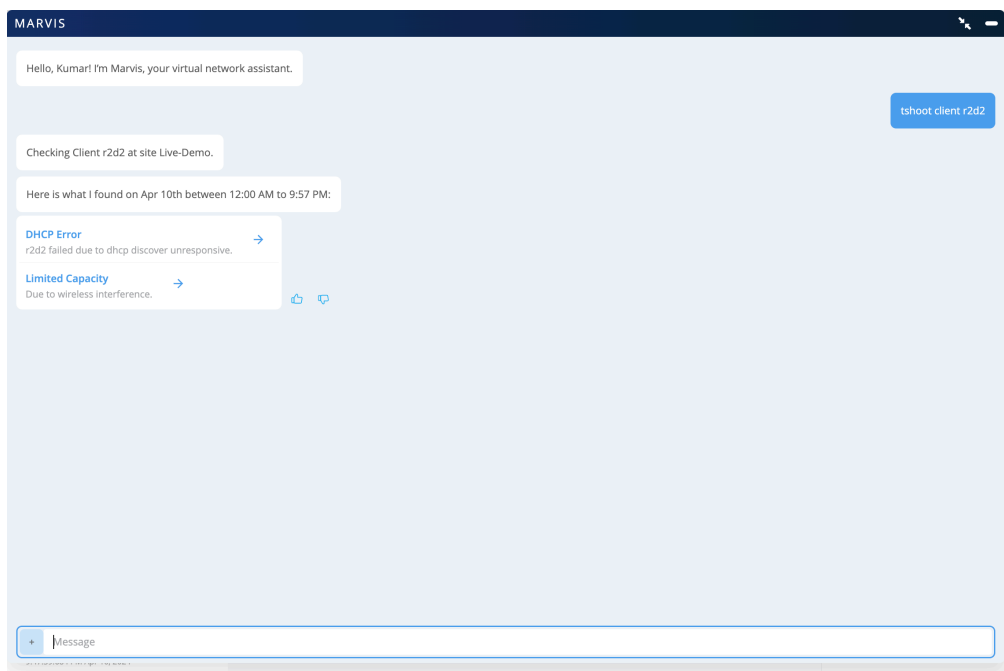 MARVIS
Hello, Kumar! I'm Marvis, your virtual network assistant.
tshoot client r2d2
Checking Client r2d2 at site Live-Demo.
Here is what I found on Apr 10th between 12:00 AM to 9:57 PM:
DHCP Error
r2d2 failed due to dhcp discover unresponsive.
Limited Capacity
Due to wireless interference.
+ Message